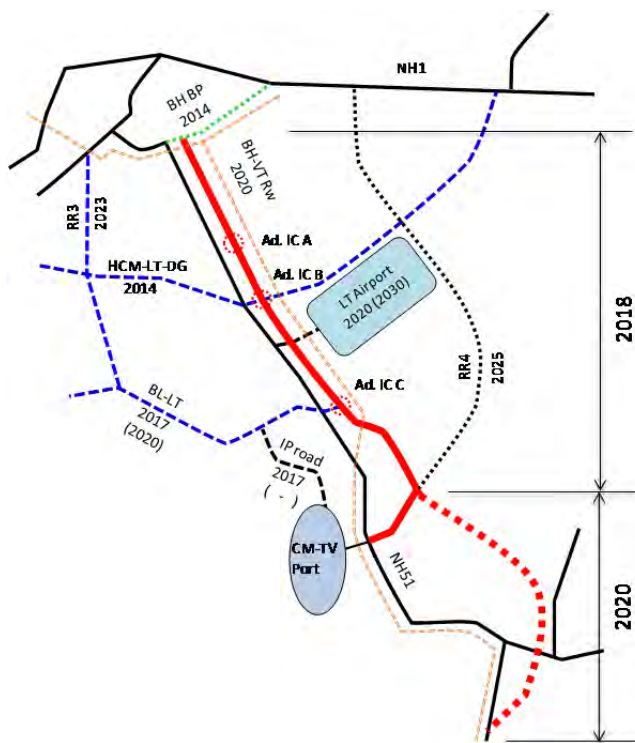 NH1
BH BP
2014
BH-VT Rw
2020
RR3
2023
Ad. IC A
HCM-LT-DG
2014
Ad. IC B
LT Airport
2020 (2030)
2018
RR4
2025
Ad. IC C
BL-LT
2017
(2020)
IP road
2017
( - )
CM-TV
Port
NH51
2020